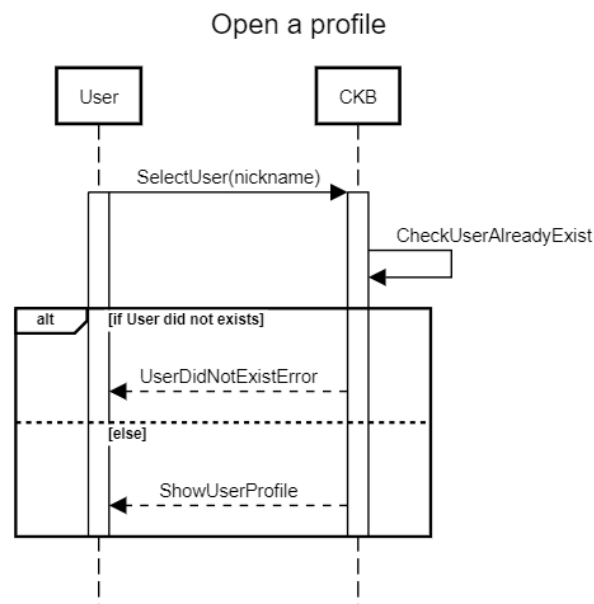 Open a profile
User
CKB
SelectUser(nickname)
CheckUserAlreadyExist
alt
[if User did not exists]
UserDidNotExistError
[else]
ShowUserProfile